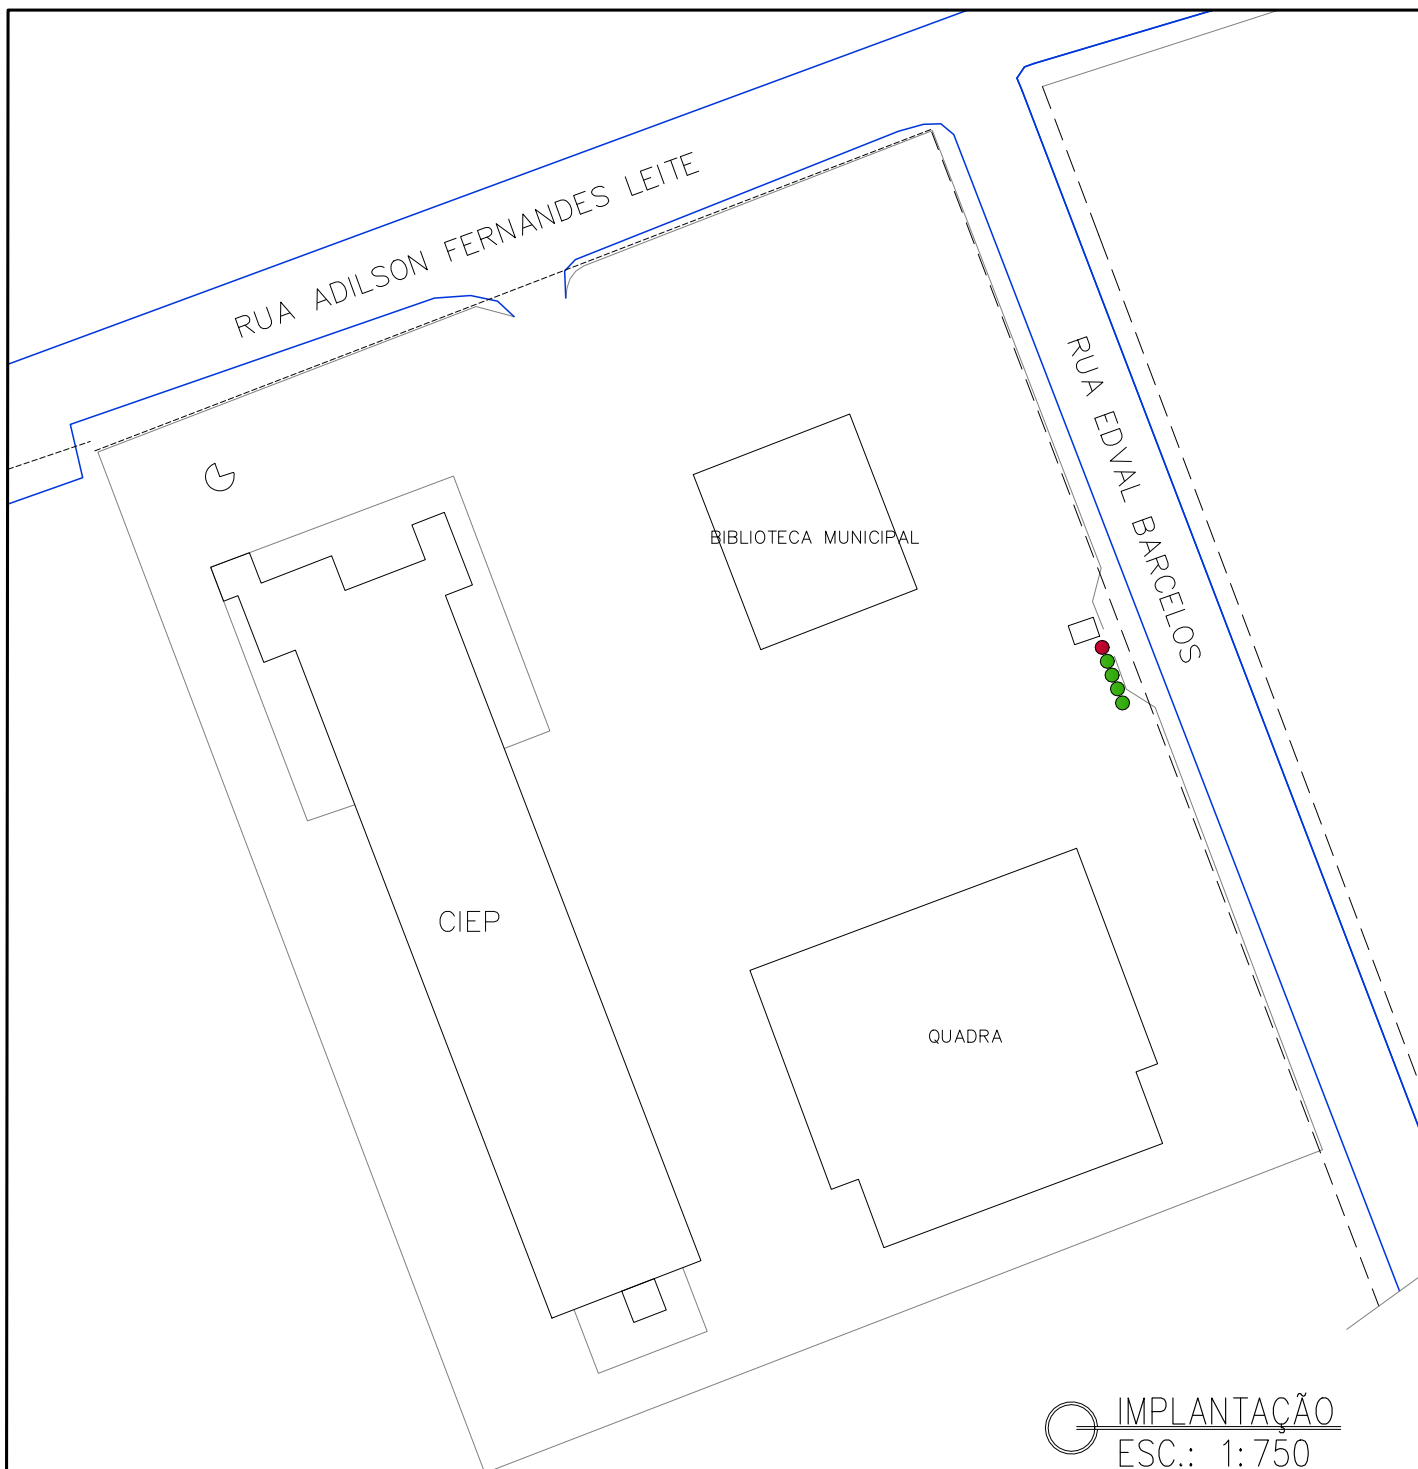 RUA ADILSON FERNANDES LEITE
RUA EDVAL BARCELOS
BIBLIOTECA MUNICIPAL
CIEP
QUADRA
IMPLANTAÇÃO
ESC.: 1:750